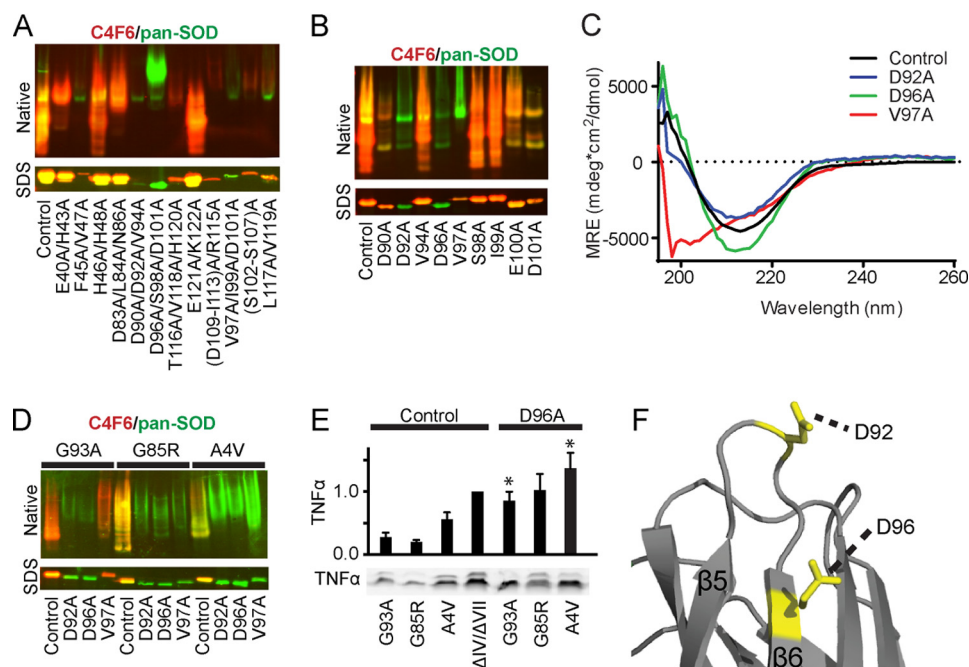 A
C4F6/pan-SOD
Native
SDS
Control
E40A/H43A
F45A/V47A
H46A/H48A
D83A/L84A/N86A
D90A/D92A/V94A
D96A/S98A/D101A
T116A/V118A/H120A
E121A/K122A
(D109-I113)A/R115A
V97A/I99A/D101A
(S102-S107)A
L117A/V119A
B
C4F6/pan-SOD
Native
SDS
Control
D90A
D92A
V94A
D96A
V97A
S98A
I99A
E100A
D101A
C
MRE (mdeg*cm²/dmol)
5000
0
-5000
200
220
240
260
Wavelength (nm)
Control
D92A
D96A
V97A
D
C4F6/pan-SOD
G93A G85R A4V
Native
SDS
Control
D92A
D96A
V97A
Control
D92A
D96A
V97A
Control
D92A
D96A
V97A
E
Control D96A
TNFα
1.0
0.0
* *
TNFα
G93A
G85R
A4V
ΔIV/ΔVII
G93A
G85R
A4V
F
D92
D96
β5
β6